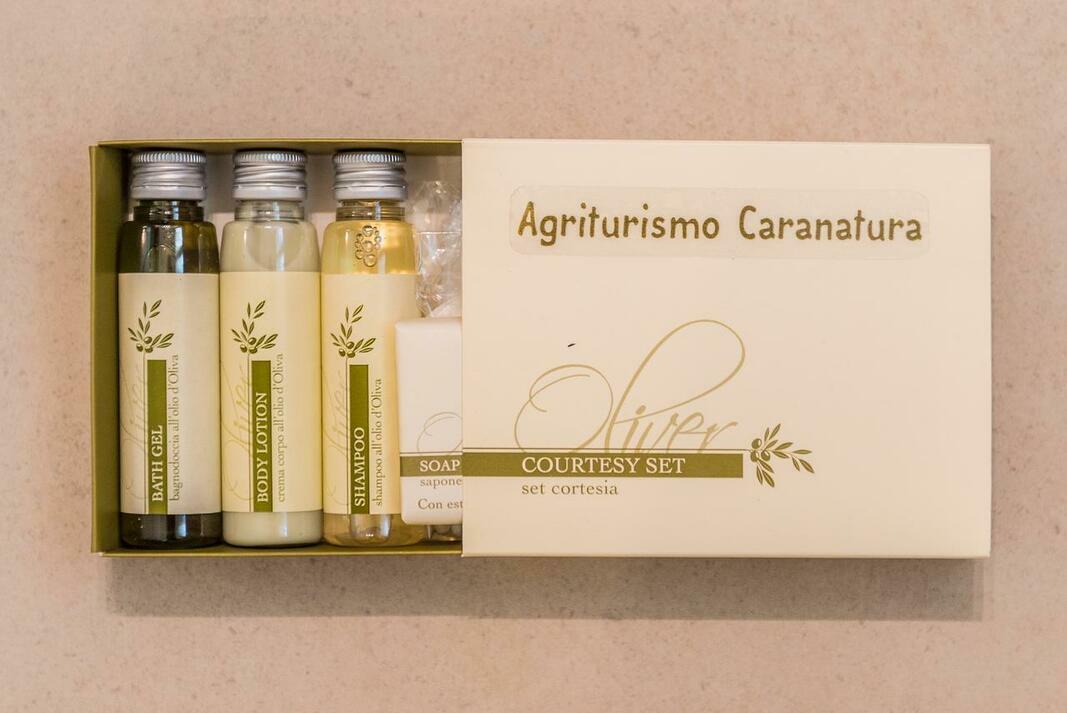 BATH GEL
bagnodoccia all'olio d'Oliva
BODY LOTION
crema corpo all'olio d'Oliva
SHAMPOO
shampoo all'olio d'Oliva
SOAP
sapone
Con est
Agriturismo Caranatura
Oliver
COURTESY SET
set cortesia